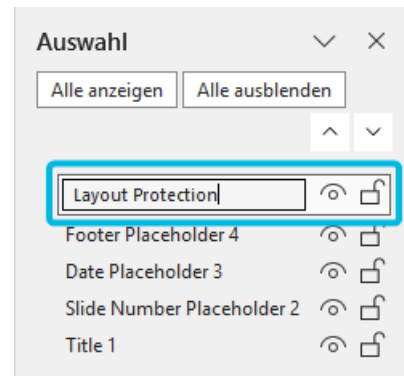 Auswahl
Alle anzeigen Alle ausblenden
Layout Protection
Footer Placeholder 4
Date Placeholder 3
Slide Number Placeholder 2
Title 1